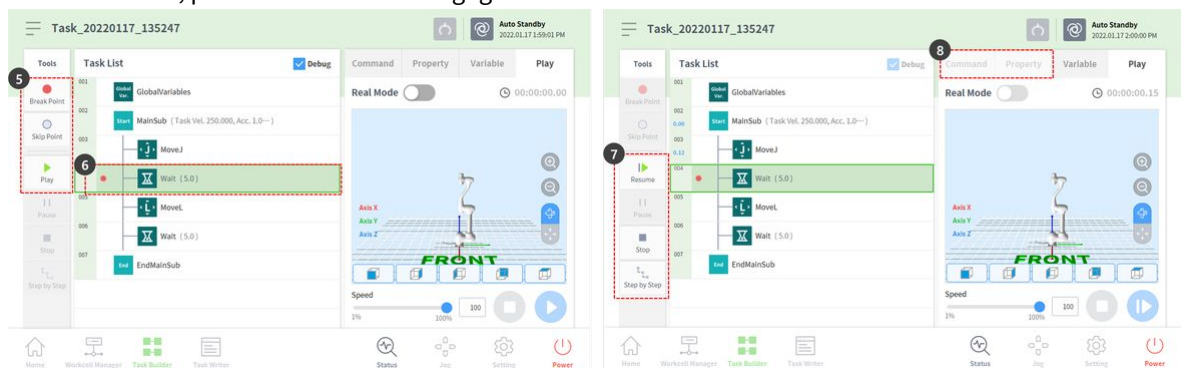 Task_20220117_135247
Auto Standby
2022.01.17 1:59:01 PM
Tools
Task List
Debug
Command
Property
Variable
Play
5
Break Point
Skip Point
Play
Pause
Stop
Step by Step
6
001
Global Var.
GlobalVariables
002
Start
MainSub ( Task Vel. 250.000, Acc. 1.0··· )
003
J
MoveJ
Wait ( 5.0 )
005
L
MoveL
006
Wait ( 5.0 )
007
End
EndMainSub
Real Mode
00:00:00.00
Axis X
Axis Y
Axis Z
FRONT
Speed
1%
100%
100
Home
Workcell Manager
Task Builder
Task Writer
Status
Jog
Setting
Power
Task_20220117_135247
Auto Standby
2022.01.17 2:00:00 PM
Tools
Task List
Debug
8
Command
Property
Variable
Play
Break Point
Skip Point
7
Resume
Pause
Stop
Step by Step
001
Global Var.
GlobalVariables
002
0.00
Start
MainSub ( Task Vel. 250.000, Acc. 1.0··· )
003
0.12
J
MoveJ
004
Wait ( 5.0 )
005
L
MoveL
006
Wait ( 5.0 )
007
End
EndMainSub
Real Mode
00:00:00.15
Axis X
Axis Y
Axis Z
FRONT
Speed
1%
100%
100
Home
Workcell Manager
Task Builder
Task Writer
Status
Jog
Setting
Power